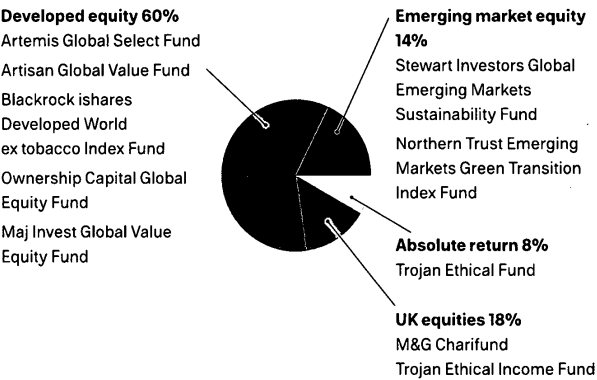 Developed equity 60%
Artemis Global Select Fund
Artisan Global Value Fund
Blackrock ishares
Developed World
ex tobacco Index Fund
Ownership Capital Global
Equity Fund
Maj Invest Global Value
Equity Fund
Emerging market equity
14%
Stewart Investors Global
Emerging Markets
Sustainability Fund
Northern Trust Emerging
Markets Green Transition
Index Fund
Absolute return 8%
Trojan Ethical Fund
UK equities 18%
M&G Charifund
Trojan Ethical Income Fund